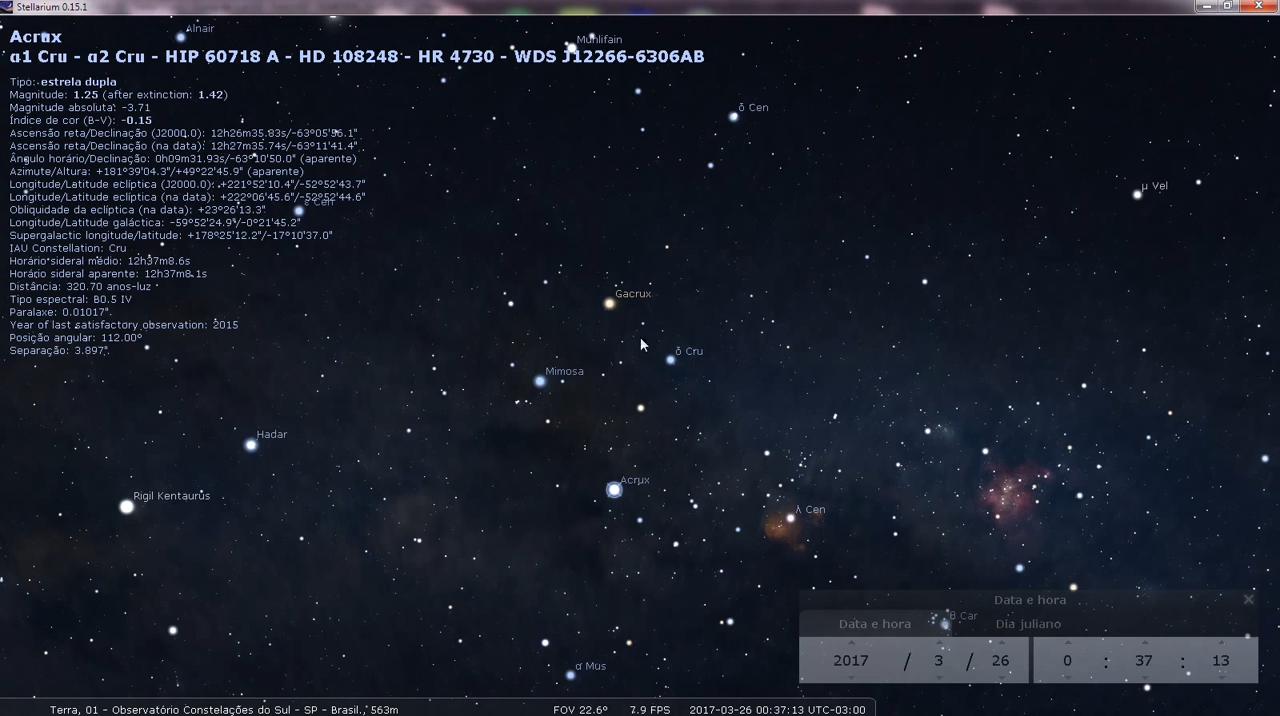 Stellarium 0.15.1
Acrux
α1 Cru - α2 Cru - HIP 60718 A - HD 108248 - HR 4730 - WDS J12266-6306AB
Tipo: estrela dupla
Magnitude: 1.25 (after extinction: 1.42)
Magnitude absoluta: -3.71
Índice de cor (B-V): -0.15
Ascensão reta/Declinação (J2000.0): 12h26m35.83s/-63°05'56.1"
Ascensão reta/Declinação (na data): 12h27m35.74s/-63°11'41.4"
Ângulo horário/Declinação: 0h09m31.93s/-63°10'50.0" (aparente)
Azimute/Altura: +181°39'04.3"/+49°22'45.9" (aparente)
Longitude/Latitude eclíptica (J2000.0): +221°52'10.4"/-52°52'43.7"
Longitude/Latitude eclíptica (na data): +222°06'45.6"/-52°52'44.6"
Obliquidade da eclíptica (na data): +23°26'13.3"
Longitude/Latitude galáctica: -59°52'24.9"/-0°21'45.2"
Supergalactic longitude/latitude: +178°25'12.2"/-17°10'37.0"
IAU Constellation: Cru
Horário sideral médio: 12h37m8.6s
Horário sideral aparente: 12h37m8.1s
Distância: 320.70 anos-luz
Tipo espectral: B0.5 IV
Paralaxe: 0.01017"
Year of last satisfactory observation: 2015
Posição angular: 112.00°
Separação: 3.897"
Alnair
Muhlifain
δ Cen
μ Vel
Cen
Gacrux
δ Cru
Mimosa
Hadar
Acrux
Rigil Kentaurus
λ Cen
α Mus
Data e hora
θ Car
Data e hora Dia juliano
2017 / 3 / 26 0 : 37 : 13
Terra, 01 - Observatório Constelações do Sul - SP - Brasil., 563m FOV 22.6° 7.9 FPS 2017-03-26 00:37:13 UTC-03:00